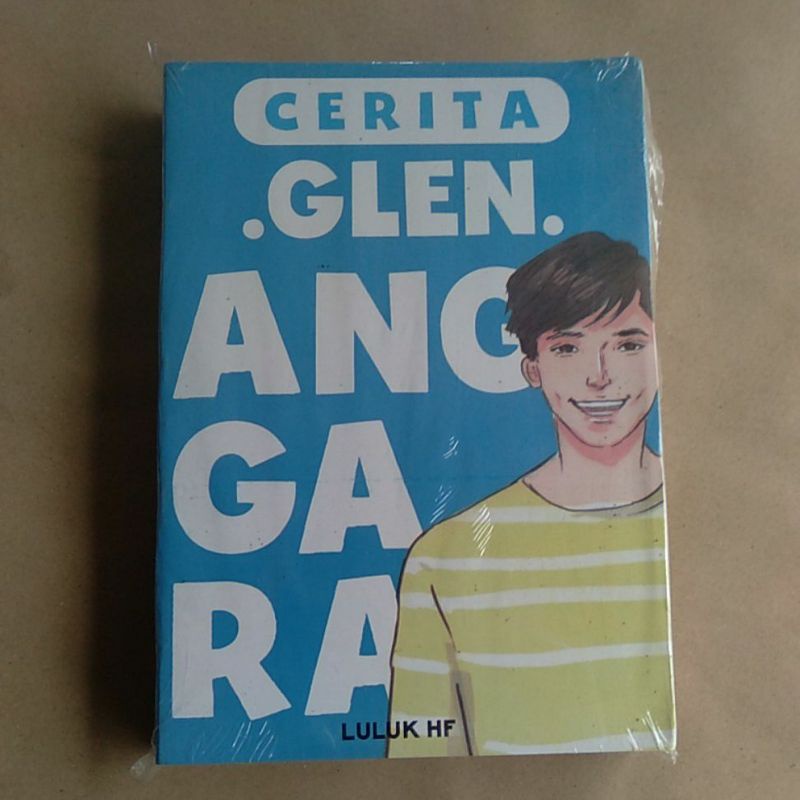 CERITA
.GLEN.
ANG
GA
RA
LULUK HF